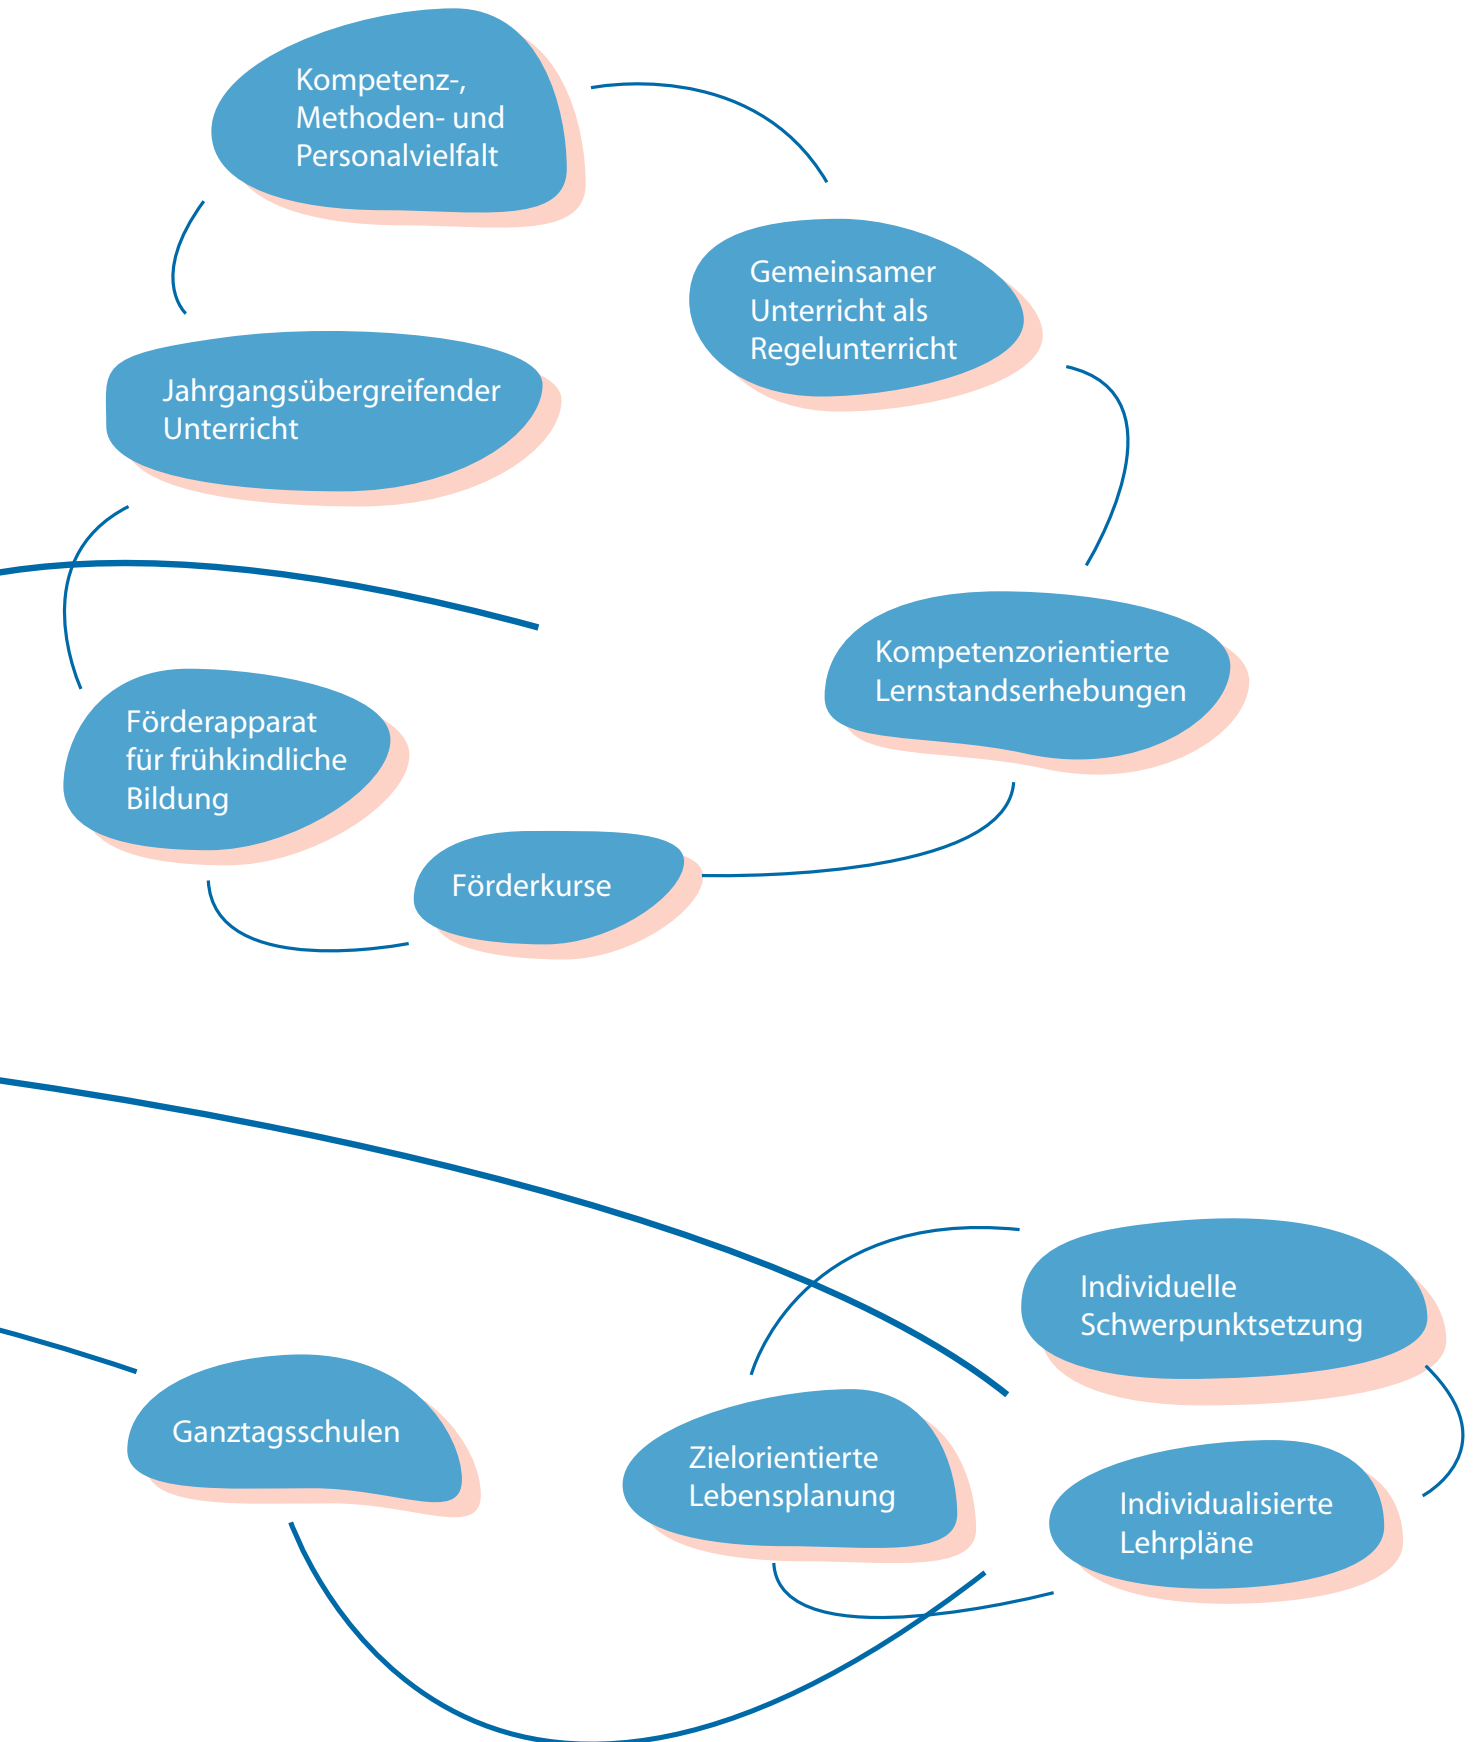 Kompetenz-,
Methoden- und
Personalvielfalt
Gemeinsamer
Unterricht als
Regelunterricht
Jahrgangsübergreifender
Unterricht
Kompetenzorientierte
Lernstandserhebungen
Förderapparat
für frühkindliche
Bildung
Förderkurse
Individuelle
Schwerpunktsetzung
Ganztagsschulen
Zielorientierte
Lebensplanung
Individualisierte
Lehrpläne